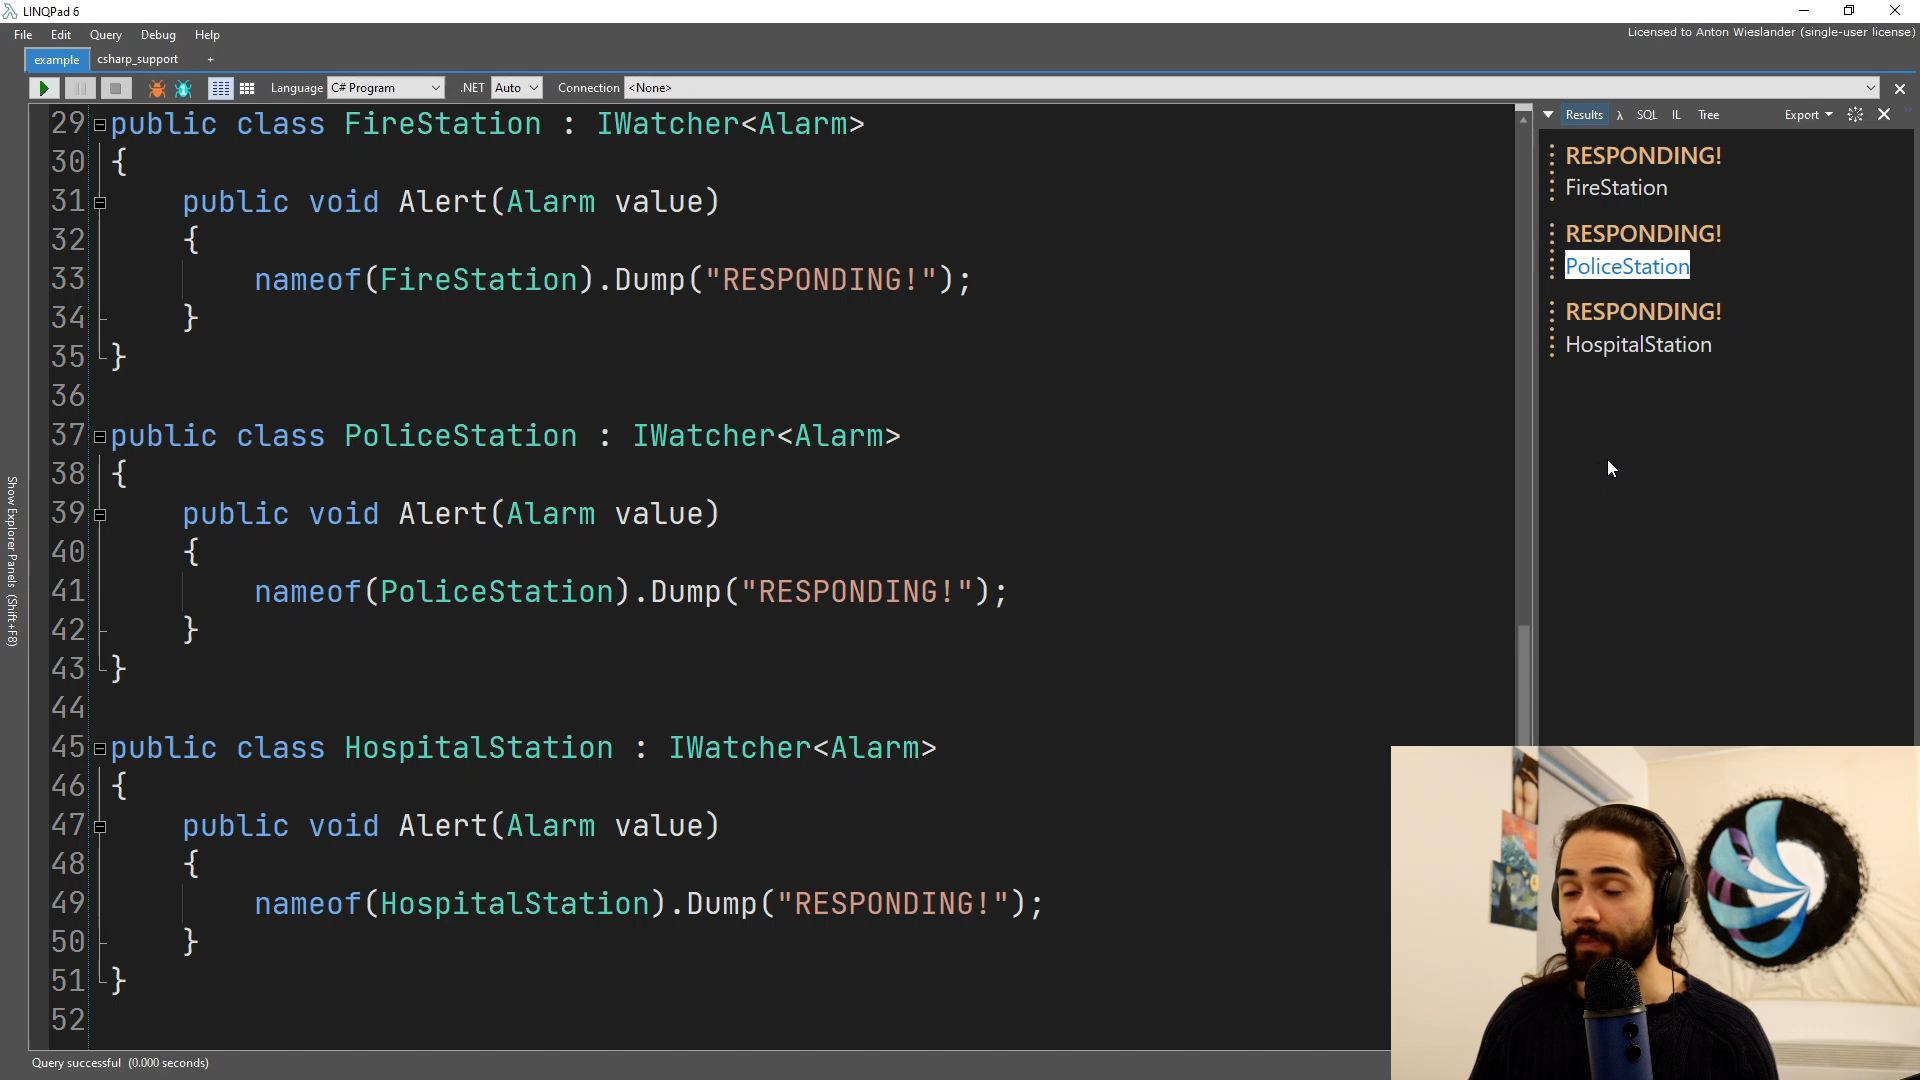 LINQPad 6
File Edit Query Debug Help
Licensed to Anton Wieslander (single-user license)
example csharp_support +
Language C# Program .NET Auto Connection <None>
Show Explorer Panels (Shift+F8)
29 public class FireStation : IWatcher<Alarm>
30 {
31 public void Alert(Alarm value)
32 {
33 nameof(FireStation).Dump("RESPONDING!");
34 }
35 }
36
37 public class PoliceStation : IWatcher<Alarm>
38 {
39 public void Alert(Alarm value)
40 {
41 nameof(PoliceStation).Dump("RESPONDING!");
42 }
43 }
44
45 public class HospitalStation : IWatcher<Alarm>
46 {
47 public void Alert(Alarm value)
48 {
49 nameof(HospitalStation).Dump("RESPONDING!");
50 }
51 }
52
Results λ SQL IL Tree Export
RESPONDING!
FireStation
RESPONDING!
PoliceStation
RESPONDING!
HospitalStation
Query successful (0.000 seconds)